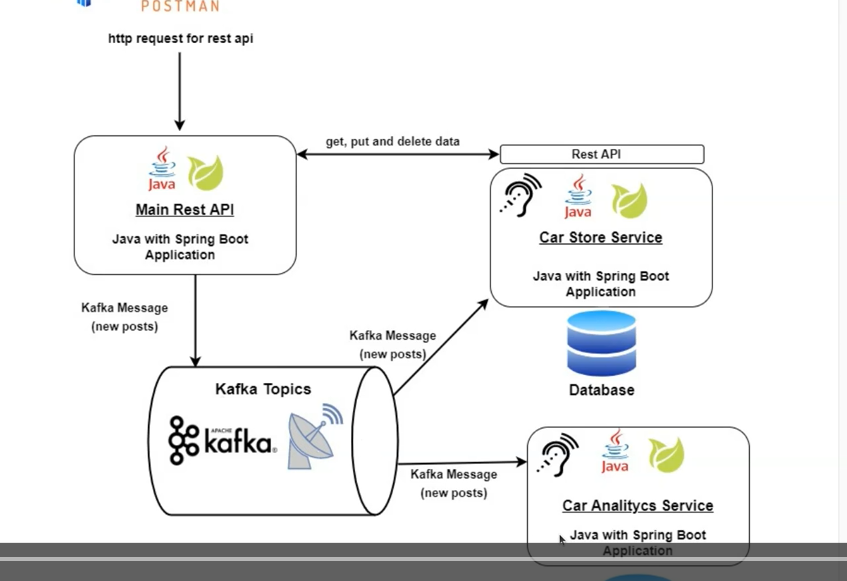 POSTMAN
http request for rest api
get, put and delete data
Rest API
Java
Main Rest API
Java with Spring Boot
Application
Java
Car Store Service
Java with Spring Boot
Application
Kafka Message
(new posts)
Kafka Message
(new posts)
Database
Kafka Topics
APACHE
kafka
Kafka Message
(new posts)
Java
Car Analitycs Service
Java with Spring Boot
Application